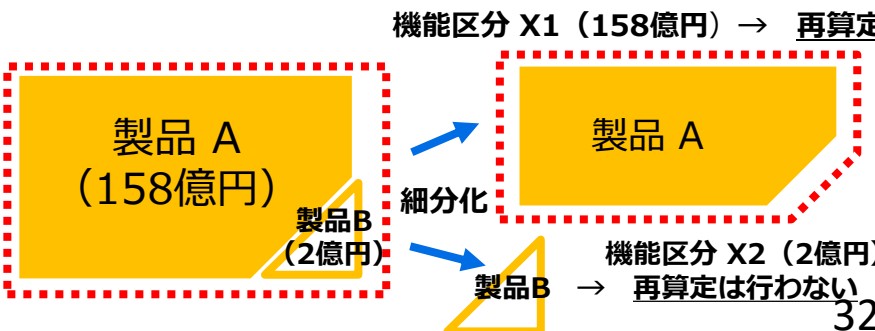 機能区分 X1（158億円）→ 再算定
製品 A
（158億円）
製品B
（2億円）
細分化
製品 A
機能区分 X2（2億円）
製品B → 再算定は行わない
32